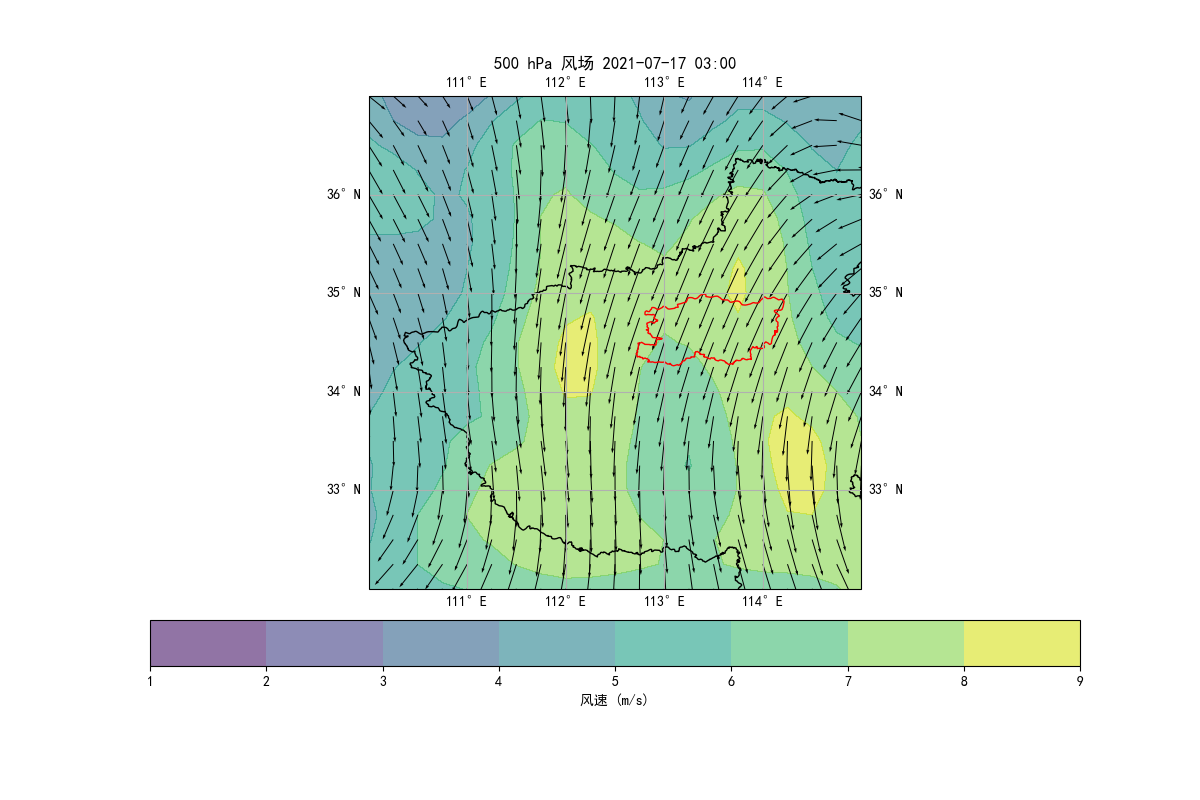 500 hPa 风场 2021-07-17 03:00
111° E 112° E 113° E 114° E
36° N 36° N
35° N 35° N
34° N 34° N
33° N 33° N
111° E 112° E 113° E 114° E
1 2 3 4 5 6 7 8 9
风速 (m/s)